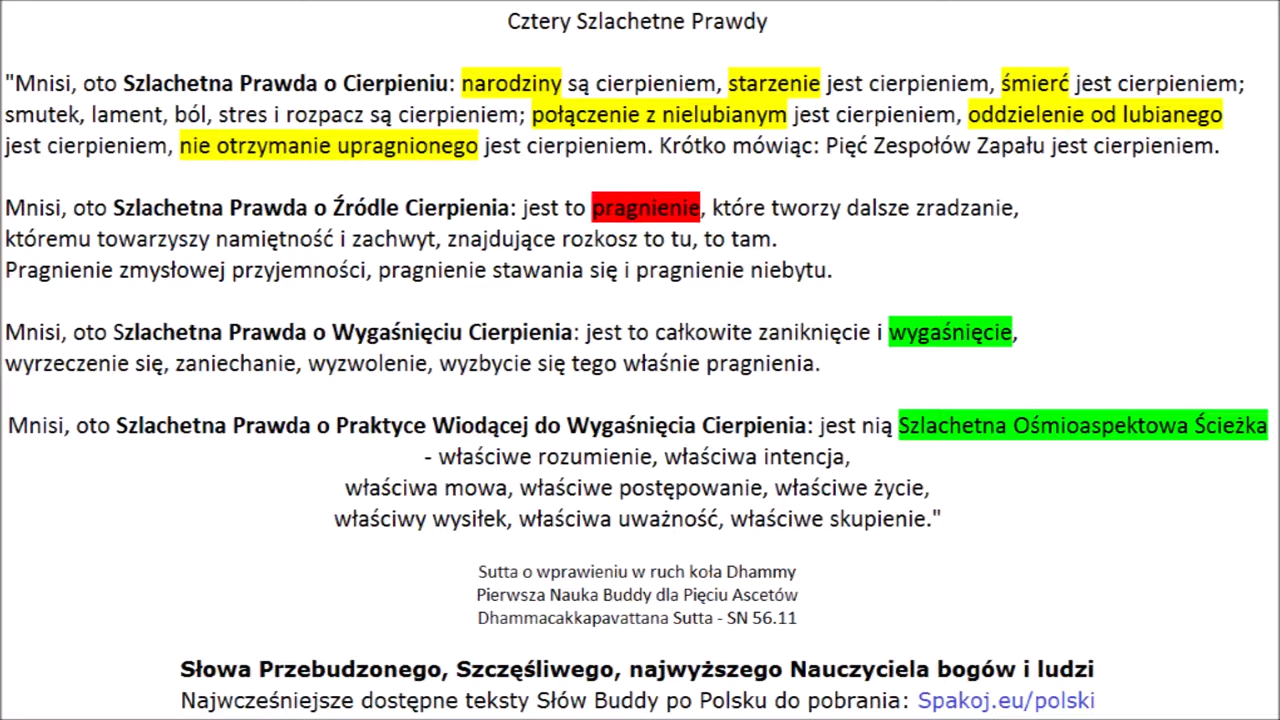 Cztery Szlachetne Prawdy
"Mnisi, oto Szlachetna Prawda o Cierpieniu: narodziny są cierpieniem, starzenie jest cierpieniem, śmierć jest cierpieniem;
smutek, lament, ból, stres i rozpacz są cierpieniem; połączenie z nielubianym jest cierpieniem, oddzielenie od lubianego
jest cierpieniem, nie otrzymanie upragnionego jest cierpieniem. Krótko mówiąc: Pięć Zespołów Zapału jest cierpieniem.
Mnisi, oto Szlachetna Prawda o Źródle Cierpienia: jest to pragnienie, które tworzy dalsze zradzanie,
któremu towarzyszy namiętność i zachwyt, znajdujące rozkosz to tu, to tam.
Pragnienie zmysłowej przyjemności, pragnienie stawania się i pragnienie niebytu.
Mnisi, oto Szlachetna Prawda o Wygaśnięciu Cierpienia: jest to całkowite zaniknięcie i wygaśnięcie,
wyrzeczenie się, zaniechanie, wyzwolenie, wyzbycie się tego właśnie pragnienia.
Mnisi, oto Szlachetna Prawda o Praktyce Wiodącej do Wygaśnięcia Cierpienia: jest nią Szlachetna Ośmioaspektowa Ścieżka
- właściwe rozumienie, właściwa intencja,
właściwa mowa, właściwe postępowanie, właściwe życie,
właściwy wysiłek, właściwa uważność, właściwe skupienie."
Sutta o wprawieniu w ruch koła Dhammy
Pierwsza Nauka Buddy dla Pięciu Ascetów
Dhammacakkapavattana Sutta - SN 56.11
Słowa Przebudzonego, Szczęśliwego, najwyższego Nauczyciela bogów i ludzi
Najwcześniejsze dostępne teksty Słów Buddy po Polsku do pobrania: Spakoj.eu/polski